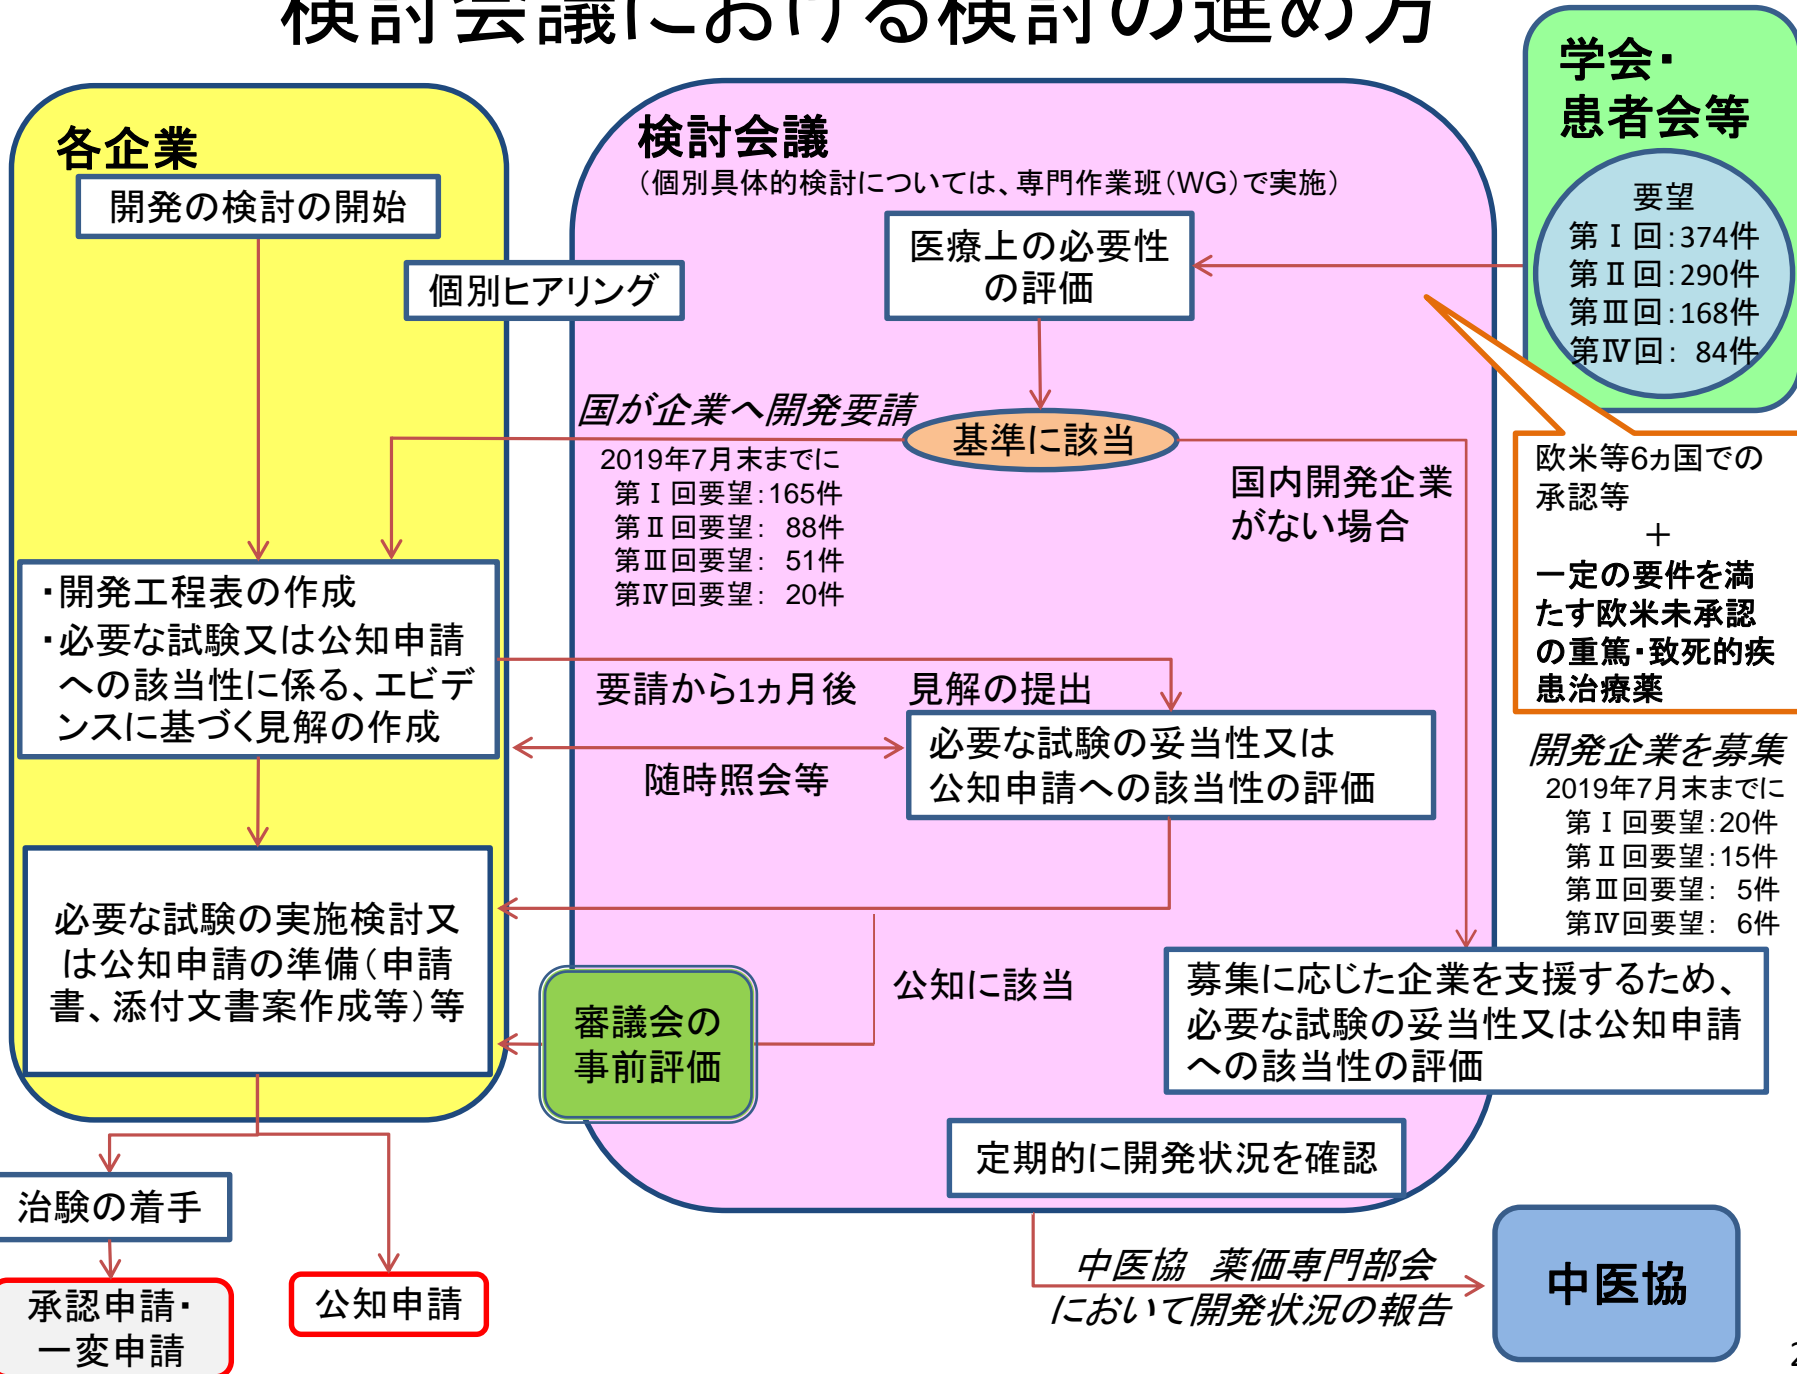 検討会議における検討の進め方
各企業
開発の検討の開始
個別ヒアリング
検討会議
（個別具体的検討については、専門作業班（WG）で実施）
医療上の必要性
の評価
学会・
患者会等
要望
第Ⅰ回：374件
第Ⅱ回：290件
第Ⅲ回：168件
第Ⅳ回： 84件
国が企業へ開発要請
2019年7月末までに
第Ⅰ回要望：165件
第Ⅱ回要望： 88件
第Ⅲ回要望： 51件
第Ⅳ回要望： 20件
基準に該当
国内開発企業
がない場合
欧米等6ヵ国での
承認等
＋
一定の要件を満
たす欧米未承認
の重篤・致死的疾
患治療薬
・開発工程表の作成
・必要な試験又は公知申請
への該当性に係る、エビデ
ンスに基づく見解の作成
要請から1ヵ月後 見解の提出
随時照会等
必要な試験の妥当性又は
公知申請への該当性の評価
開発企業を募集
2019年7月末までに
第Ⅰ回要望：20件
第Ⅱ回要望：15件
第Ⅲ回要望： 5件
第Ⅳ回要望： 6件
必要な試験の実施検討又
は公知申請の準備（申請
書、添付文書案作成等）等
審議会の
事前評価
公知に該当
募集に応じた企業を支援するため、
必要な試験の妥当性又は公知申請
への該当性の評価
定期的に開発状況を確認
治験の着手
承認申請・
一変申請
公知申請
中医協 薬価専門部会
において開発状況の報告
中医協
2